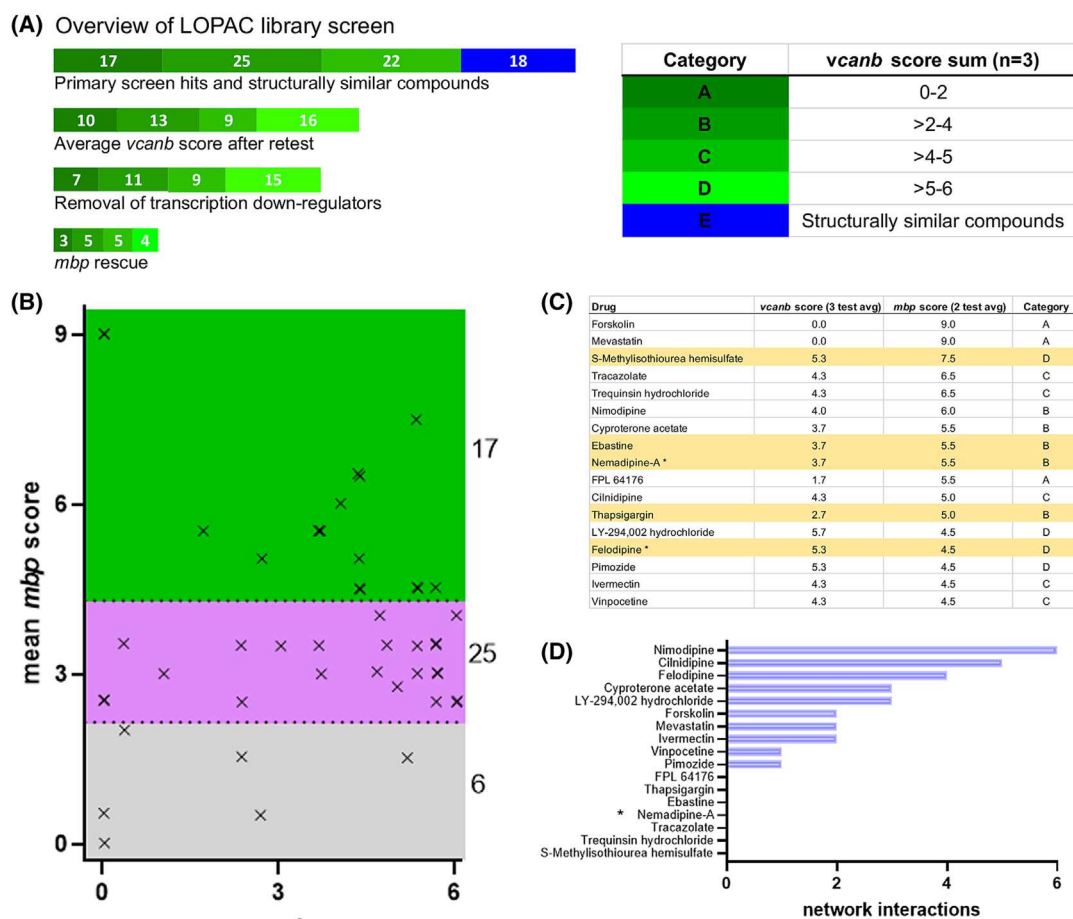 (A) Overview of LOPAC library screen
17 25 22 18
Primary screen hits and structurally similar compounds
10 13 9 16
Average vcanb score after retest
7 11 9 15
Removal of transcription down-regulators
3 5 5 4
mbp rescue
Category vcanb score sum (n=3)
A 0-2
B >2-4
C >4-5
D >5-6
E Structurally similar compounds
(B)
mean mbp score
9
6
3
0
17
25
6
0 3 6
(C)
Drug vcanb score (3 test avg) mbp score (2 test avg) Category
Forskolin 0.0 9.0 A
Mevastatin 0.0 9.0 A
S-Methylisothiourea hemisulfate 5.3 7.5 D
Tracazolate 4.3 6.5 C
Trequinsin hydrochloride 4.3 6.5 C
Nimodipine 4.0 6.0 B
Cyproterone acetate 3.7 5.5 B
Ebastine 3.7 5.5 B
Nemadipine-A * 3.7 5.5 B
FPL 64176 1.7 5.5 A
Cilnidipine 4.3 5.0 C
Thapsigargin 2.7 5.0 B
LY-294,002 hydrochloride 5.7 4.5 D
Felodipine * 5.3 4.5 D
Pimozide 5.3 4.5 D
Ivermectin 4.3 4.5 C
Vinpocetine 4.3 4.5 C
(D)
Nimodipine
Cilnidipine
Felodipine
Cyproterone acetate
LY-294,002 hydrochloride
Forskolin
Mevastatin
Ivermectin
Vinpocetine
Pimozide
FPL 64176
Thapsigargin
Ebastine
* Nemadipine-A
Tracazolate
Trequinsin hydrochloride
S-Methylisothiourea hemisulfate
0 2 4 6
network interactions